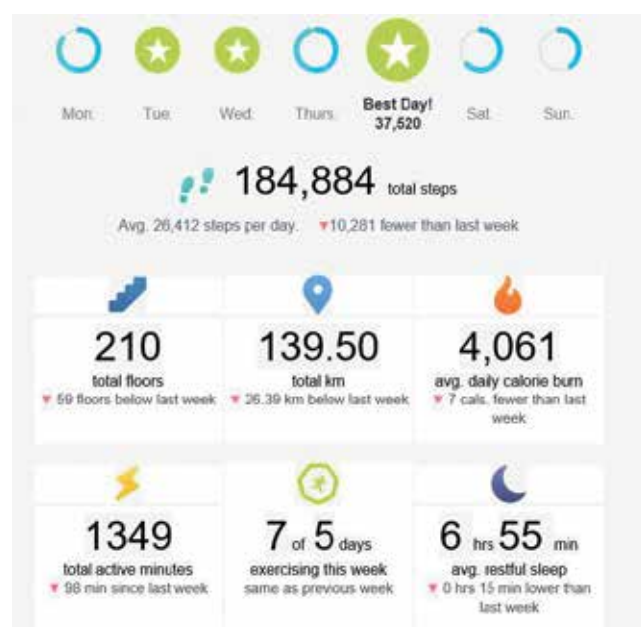 Mon.
Tue.
Wed.
Thurs.
Best Day!
37,520
Sat.
Sun.
184,884 total steps
Avg. 26,412 steps per day. ▼10,281 fewer than last week
210
total floors
▼ 59 floors below last week
139.50
total km
▼ 26.39 km below last week
4,061
avg. daily calorie burn
▼ 7 cals. fewer than last
week
1349
total active minutes
▼ 98 min since last week
7 of 5 days
exercising this week
same as previous week
6 hrs 55 min
avg. restful sleep
▼ 0 hrs 15 min lower than
last week